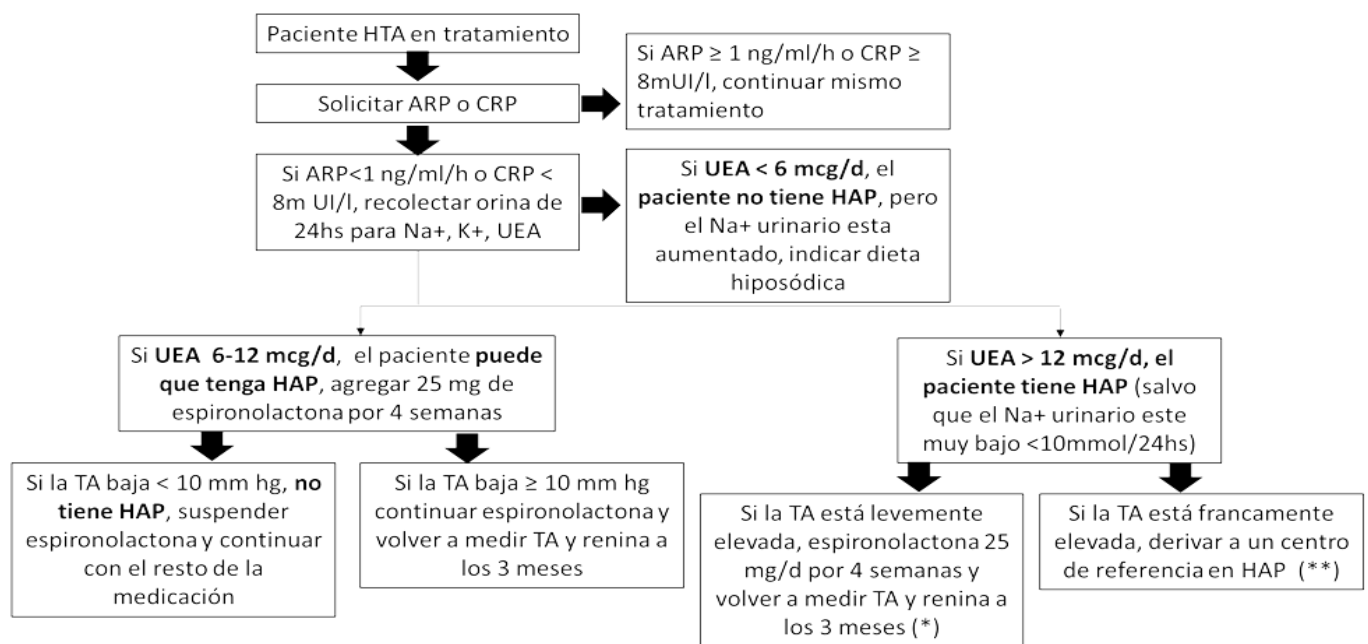 Paciente HTA en tratamiento
Solicitar ARP o CRP
Si ARP ≥ 1 ng/ml/h o CRP ≥
8mUI/l, continuar mismo
tratamiento
Si ARP<1 ng/ml/h o CRP <
8m UI/l, recolectar orina de
24hs para Na+, K+, UEA
Si UEA < 6 mcg/d, el
paciente no tiene HAP, pero
el Na+ urinario esta
aumentado, indicar dieta
hiposódica
Si UEA 6-12 mcg/d, el paciente puede
que tenga HAP, agregar 25 mg de
espironolactona por 4 semanas
Si UEA > 12 mcg/d, el
paciente tiene HAP (salvo
que el Na+ urinario este
muy bajo <10mmol/24hs)
Si la TA baja < 10 mm hg, no
tiene HAP, suspender
espironolactona y continuar
con el resto de la
medicación
Si la TA baja ≥ 10 mm hg
continuar espironolactona y
volver a medir TA y renina a
los 3 meses
Si la TA está levemente
elevada, espironolactona 25
mg/d por 4 semanas y
volver a medir TA y renina a
los 3 meses (*)
Si la TA está francamente
elevada, derivar a un centro
de referencia en HAP (**)